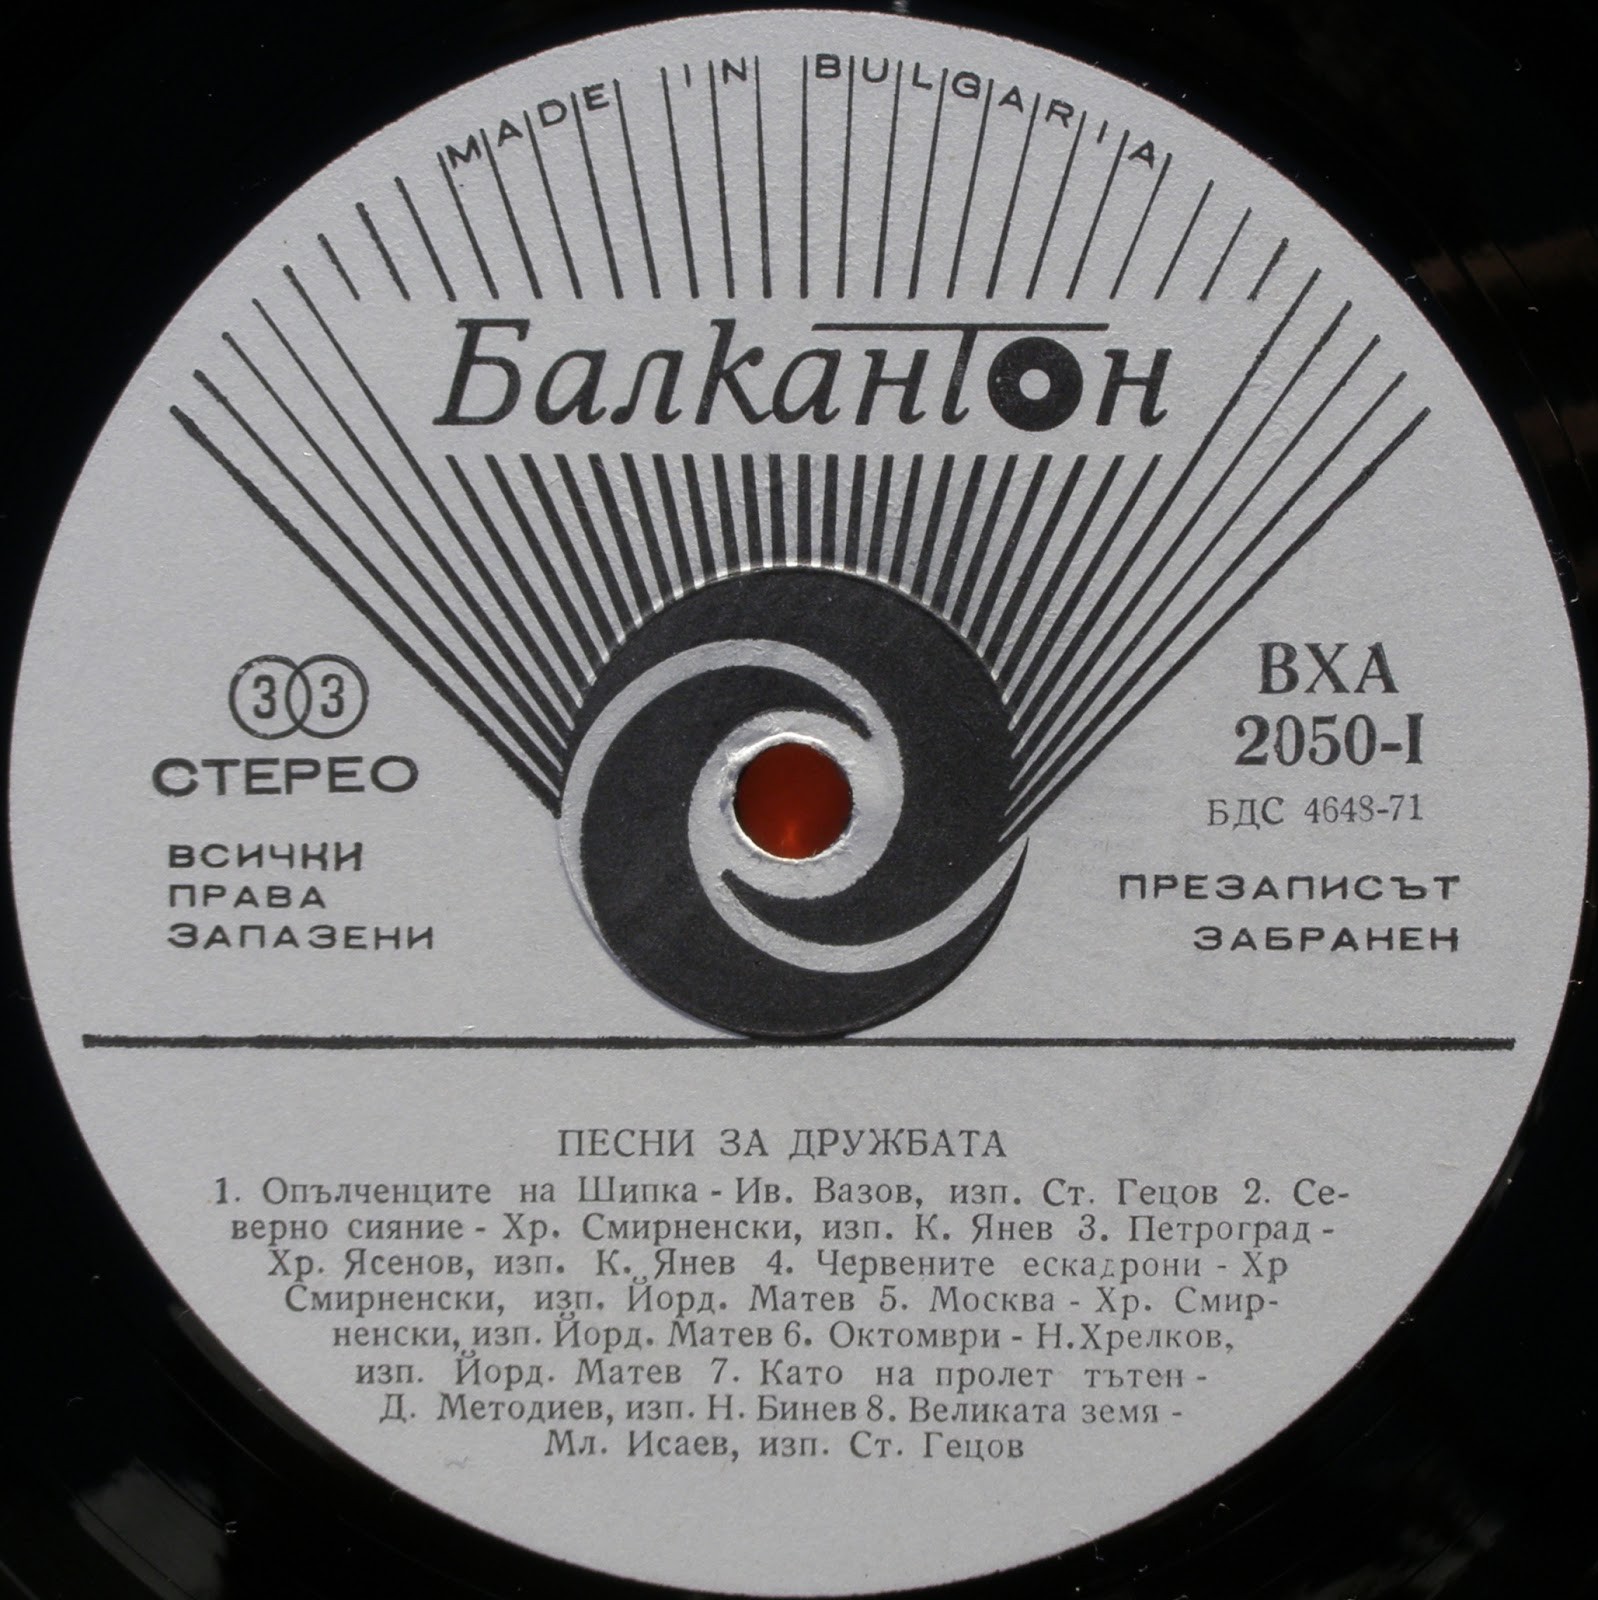 MADE IN BULGARIA
Балкантон
33
СТЕРЕО
ВСИЧКИ
ПРАВА
ЗАПАЗЕНИ
ВХА
2050-I
БДС 4648-71
ПРЕЗАПИСЪТ
ЗАБРАНЕН
ПЕСНИ ЗА ДРУЖБАТА
1. Опълченците на Шипка - Ив. Вазов, изп. Ст. Гецов 2. Се-
верно сияние - Хр. Смирненски, изп. К. Янев 3. Петроград -
Хр. Ясенов, изп. К. Янев 4. Червените ескадрони - Хр
Смирненски, изп. Йорд. Матев 5. Москва - Хр. Смир-
ненски, изп. Йорд. Матев 6. Октомври - Н.Хрелков,
изп. Йорд. Матев 7. Като на пролет тътен -
Д. Методиев, изп. Н. Бинев 8. Великата земя -
Мл. Исаев, изп. Ст. Гецов